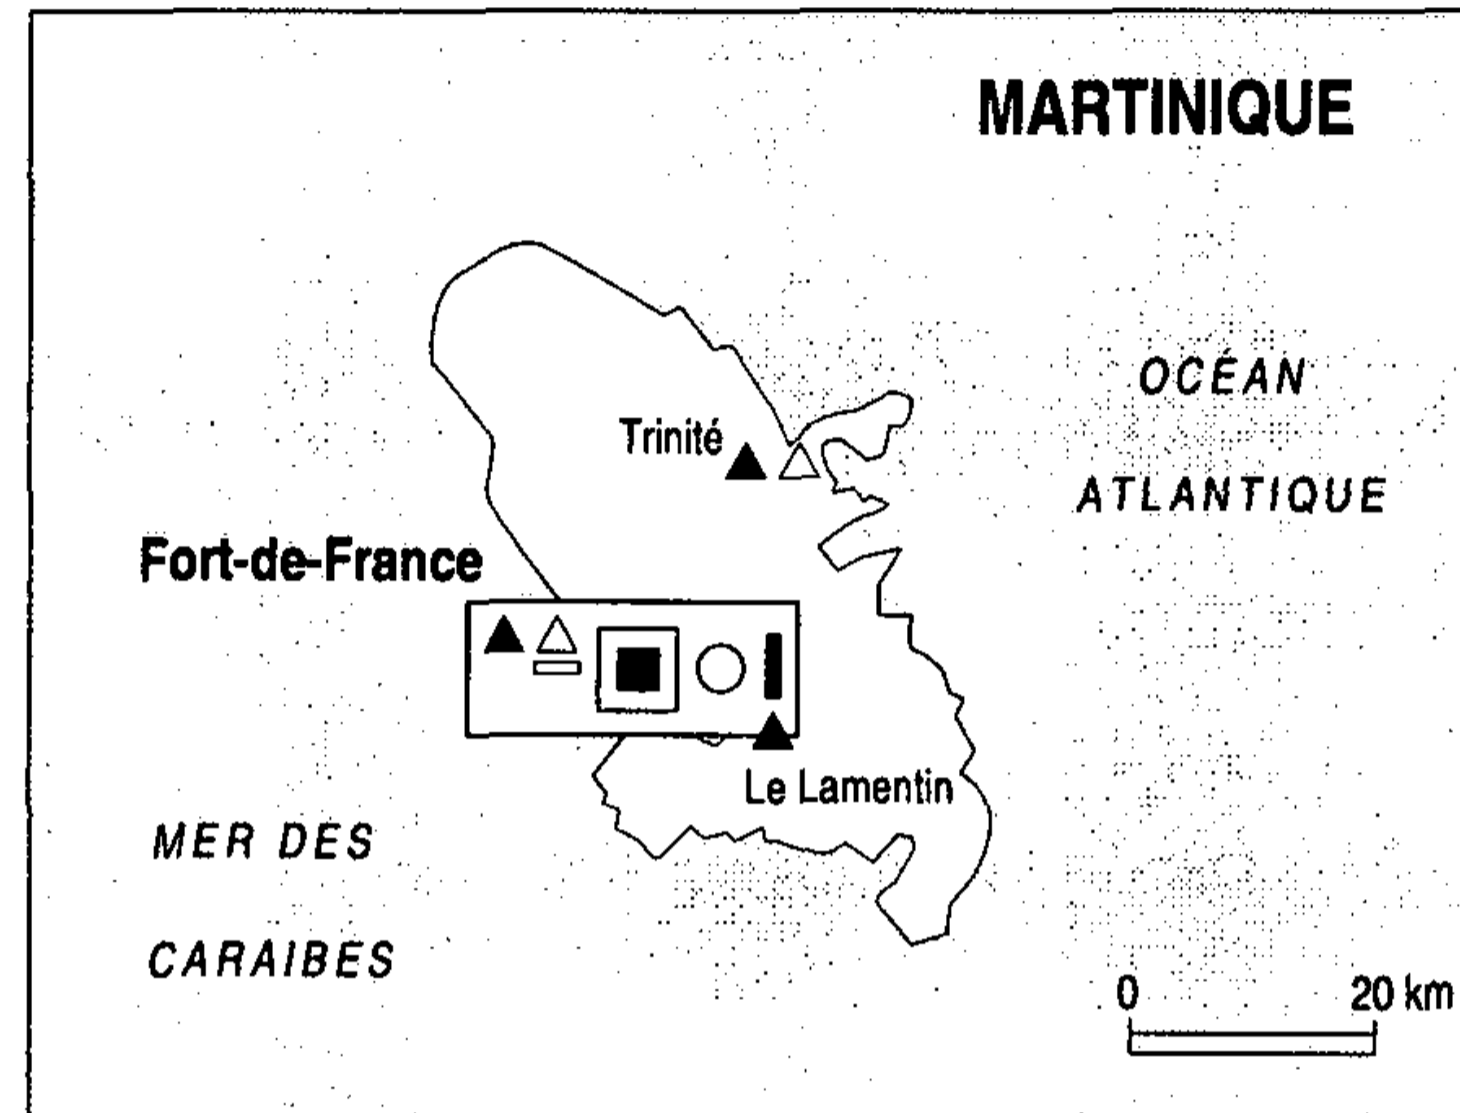 MARTINIQUE
OCÉAN
ATLANTIQUE
Trinité
Fort-de-France
Le Lamentin
MER DES
CARAIBES
0 20 km